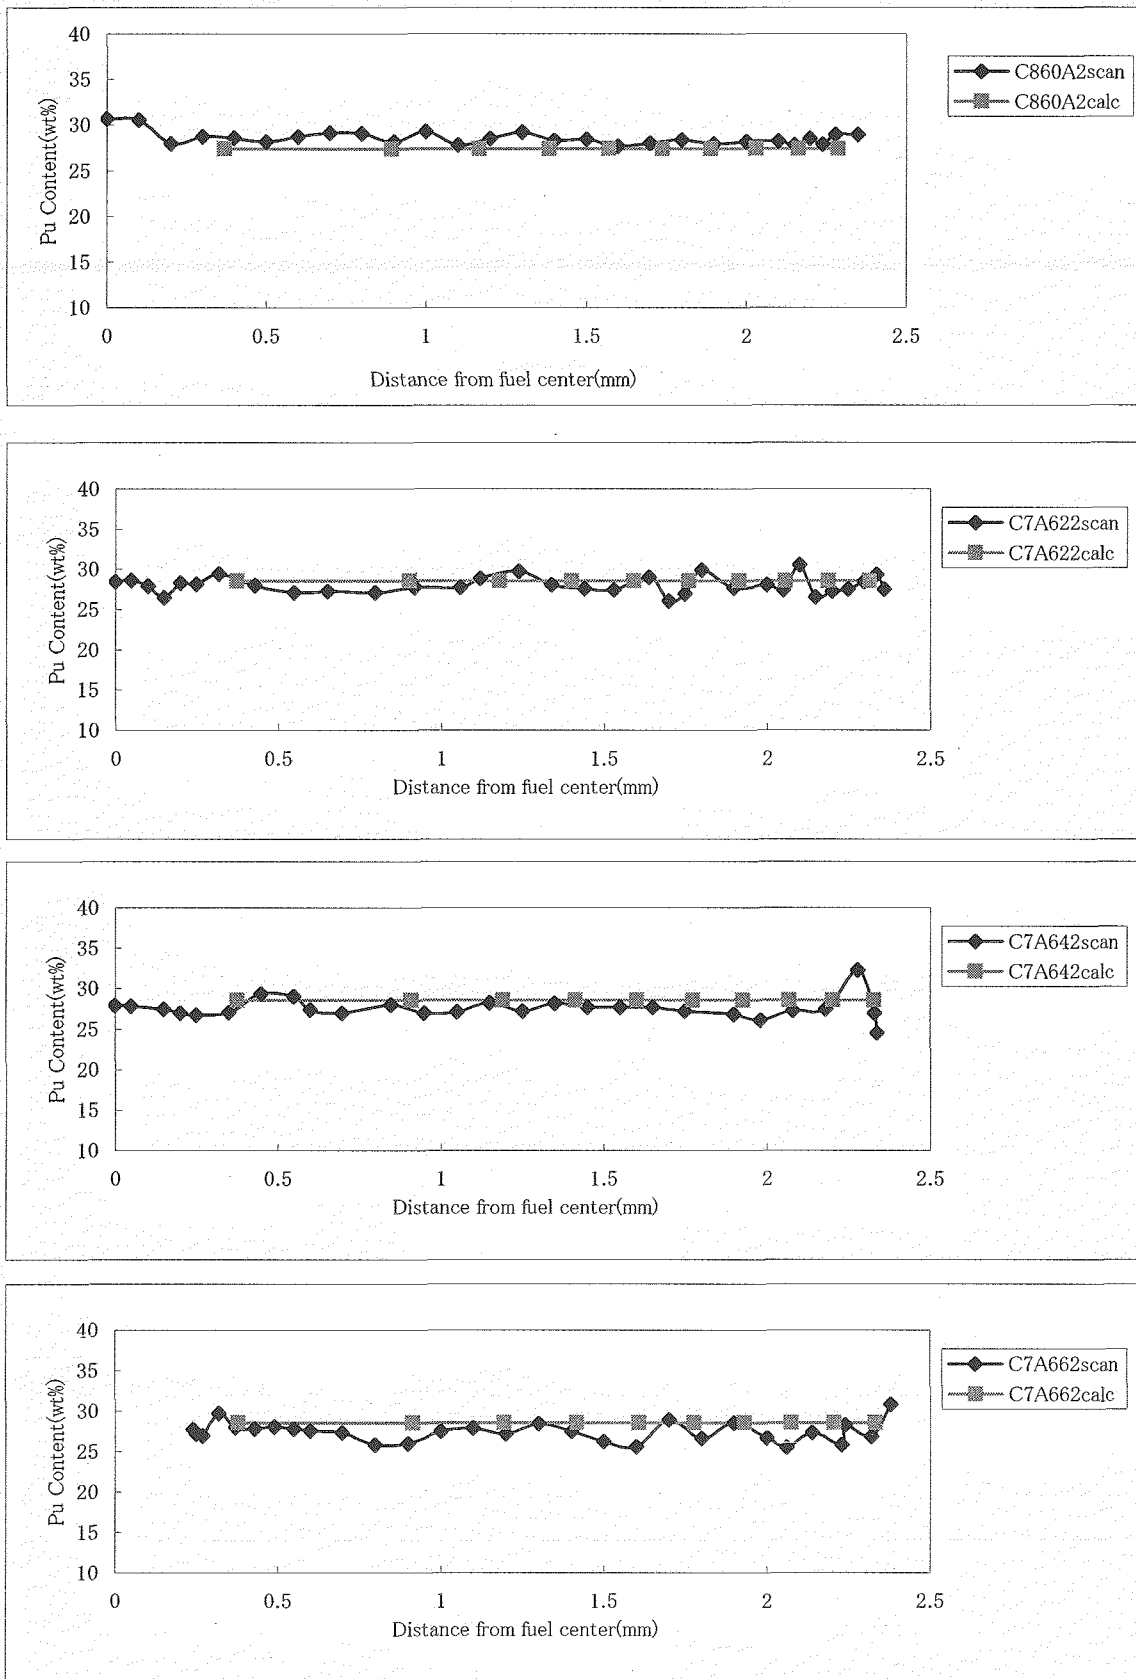 40
35
30
25
20
15
10
Pu Content(wt%)
0 0.5 1 1.5 2 2.5
Distance from fuel center(mm)
C860A2scan
C860A2calc
40
35
30
25
20
15
10
Pu Content(wt%)
0 0.5 1 1.5 2 2.5
Distance from fuel center(mm)
C7A622scan
C7A622calc
40
35
30
25
20
15
10
Pu Content(wt%)
0 0.5 1 1.5 2 2.5
Distance from fuel center(mm)
C7A642scan
C7A642calc
40
35
30
25
20
15
10
Pu Content(wt%)
0 0.5 1 1.5 2 2.5
Distance from fuel center(mm)
C7A662scan
C7A662calc